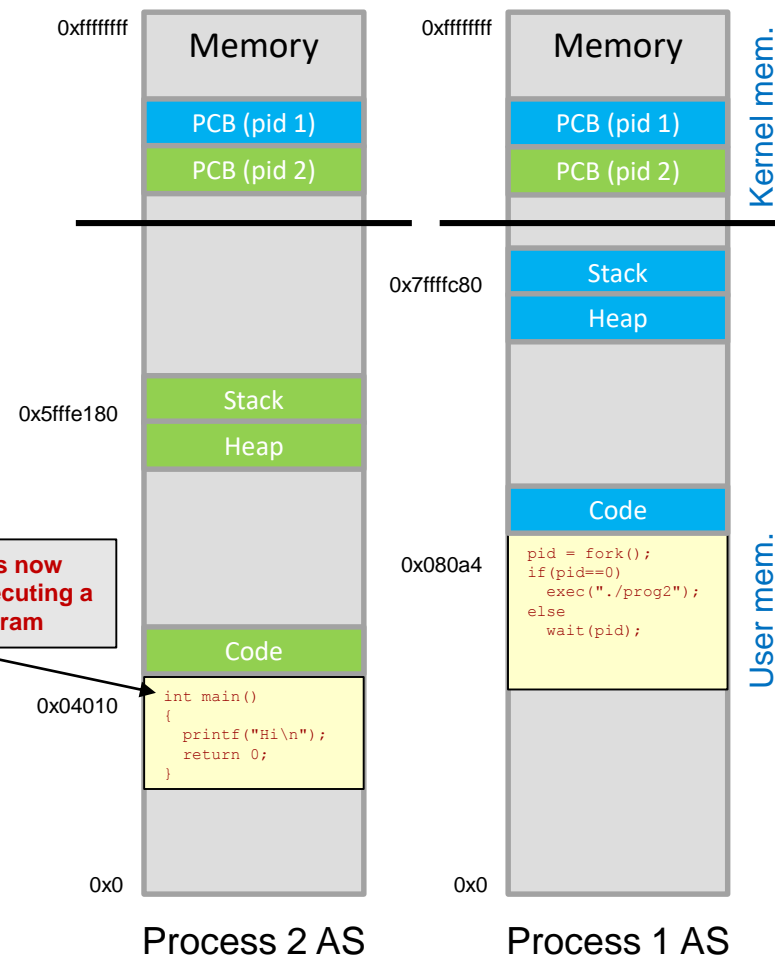 0xffffffff
Memory
PCB (pid 1)
PCB (pid 2)
0x5fffe180
Stack
Heap
s now
ecuting a
ram
Code
0x04010
int main()
{
printf("Hi\n");
return 0;
}
0x0
Process 2 AS
0xffffffff
Memory
PCB (pid 1)
PCB (pid 2)
0x7ffffc80
Stack
Heap
Code
0x080a4
pid = fork();
if(pid==0)
exec("./prog2");
else
wait(pid);
0x0
Process 1 AS
Kernel mem.
User mem.